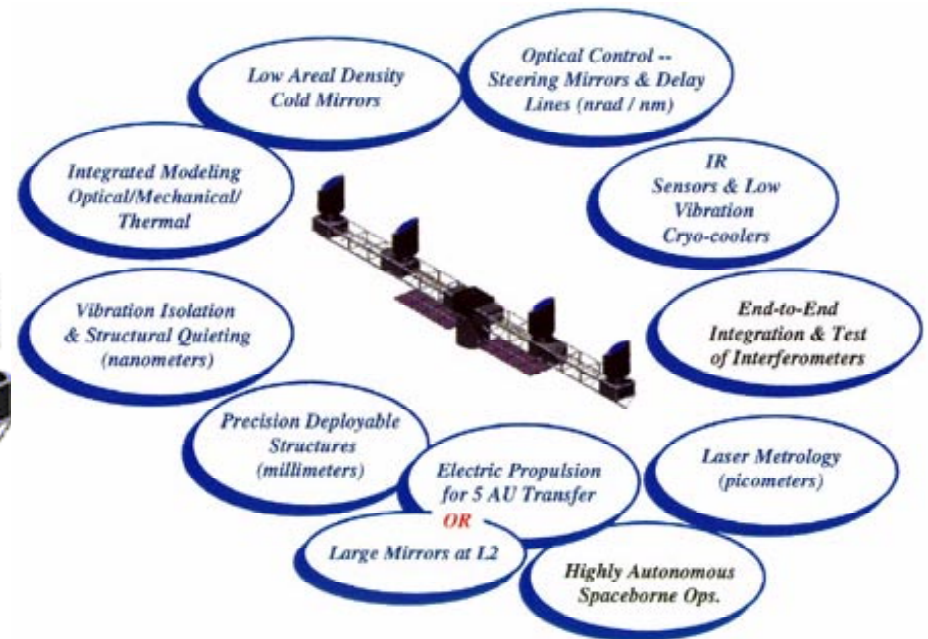 Low Areal Density
Cold Mirrors
Optical Control --
Steering Mirrors & Delay
Lines (nrad / nm)
Integrated Modeling
Optical/Mechanical/
Thermal
IR
Sensors & Low
Vibration
Cryo-coolers
Vibration Isolation
& Structural Quieting
(nanometers)
End-to-End
Integration & Test
of Interferometers
Precision Deployable
Structures
(millimeters)
Electric Propulsion
for 5 AU Transfer
OR
Large Mirrors at L2
Laser Metrology
(picometers)
Highly Autonomous
Spaceborne Ops.